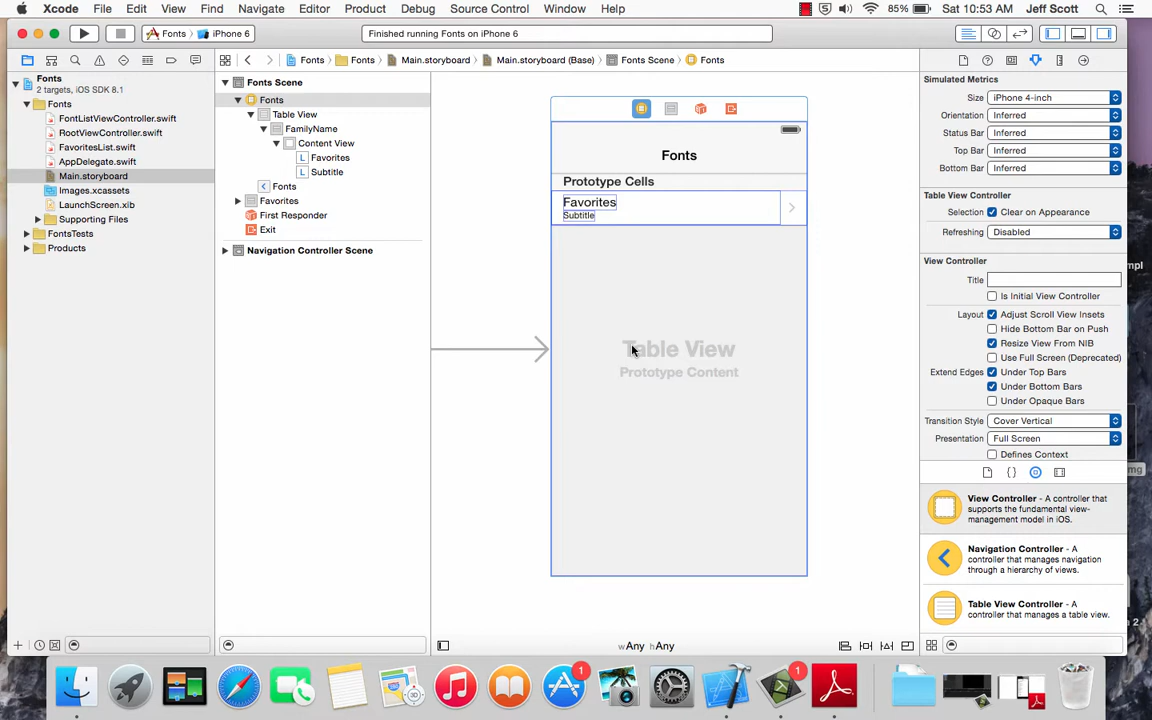 Xcode File Edit View Find Navigate Editor Product Debug Source Control Window Help 85% Sat 10:53 AM Jeff Scott
Fonts iPhone 6 Finished running Fonts on iPhone 6
Fonts
2 targets, iOS SDK 8.1
Fonts
FontListViewController.swift
RootViewController.swift
FavoritesList.swift
AppDelegate.swift
Main.storyboard
Images.xcassets
LaunchScreen.xib
Supporting Files
FontsTests
Products
Fonts Fonts Main.storyboard Main.storyboard (Base) Fonts Scene Fonts
Fonts Scene
Fonts
Table View
FamilyName
Content View
L Favorites
L Subtitle
Fonts
Favorites
First Responder
Exit
Navigation Controller Scene
Fonts
Prototype Cells
Favorites
Subtitle
Table View
Prototype Content
wAny hAny
Simulated Metrics
Size iPhone 4-inch
Orientation Inferred
Status Bar Inferred
Top Bar Inferred
Bottom Bar Inferred
Table View Controller
Selection Clear on Appearance
Refreshing Disabled
View Controller
Title
Is Initial View Controller
Layout Adjust Scroll View Insets
Hide Bottom Bar on Push
Resize View From NIB
Use Full Screen (Deprecated)
Extend Edges Under Top Bars
Under Bottom Bars
Under Opaque Bars
Transition Style Cover Vertical
Presentation Full Screen
Defines Context
{ }
View Controller - A controller that
supports the fundamental view-
management model in iOS.
Navigation Controller - A
controller that manages navigation
through a hierarchy of views.
Table View Controller - A
controller that manages a table view.
1
1